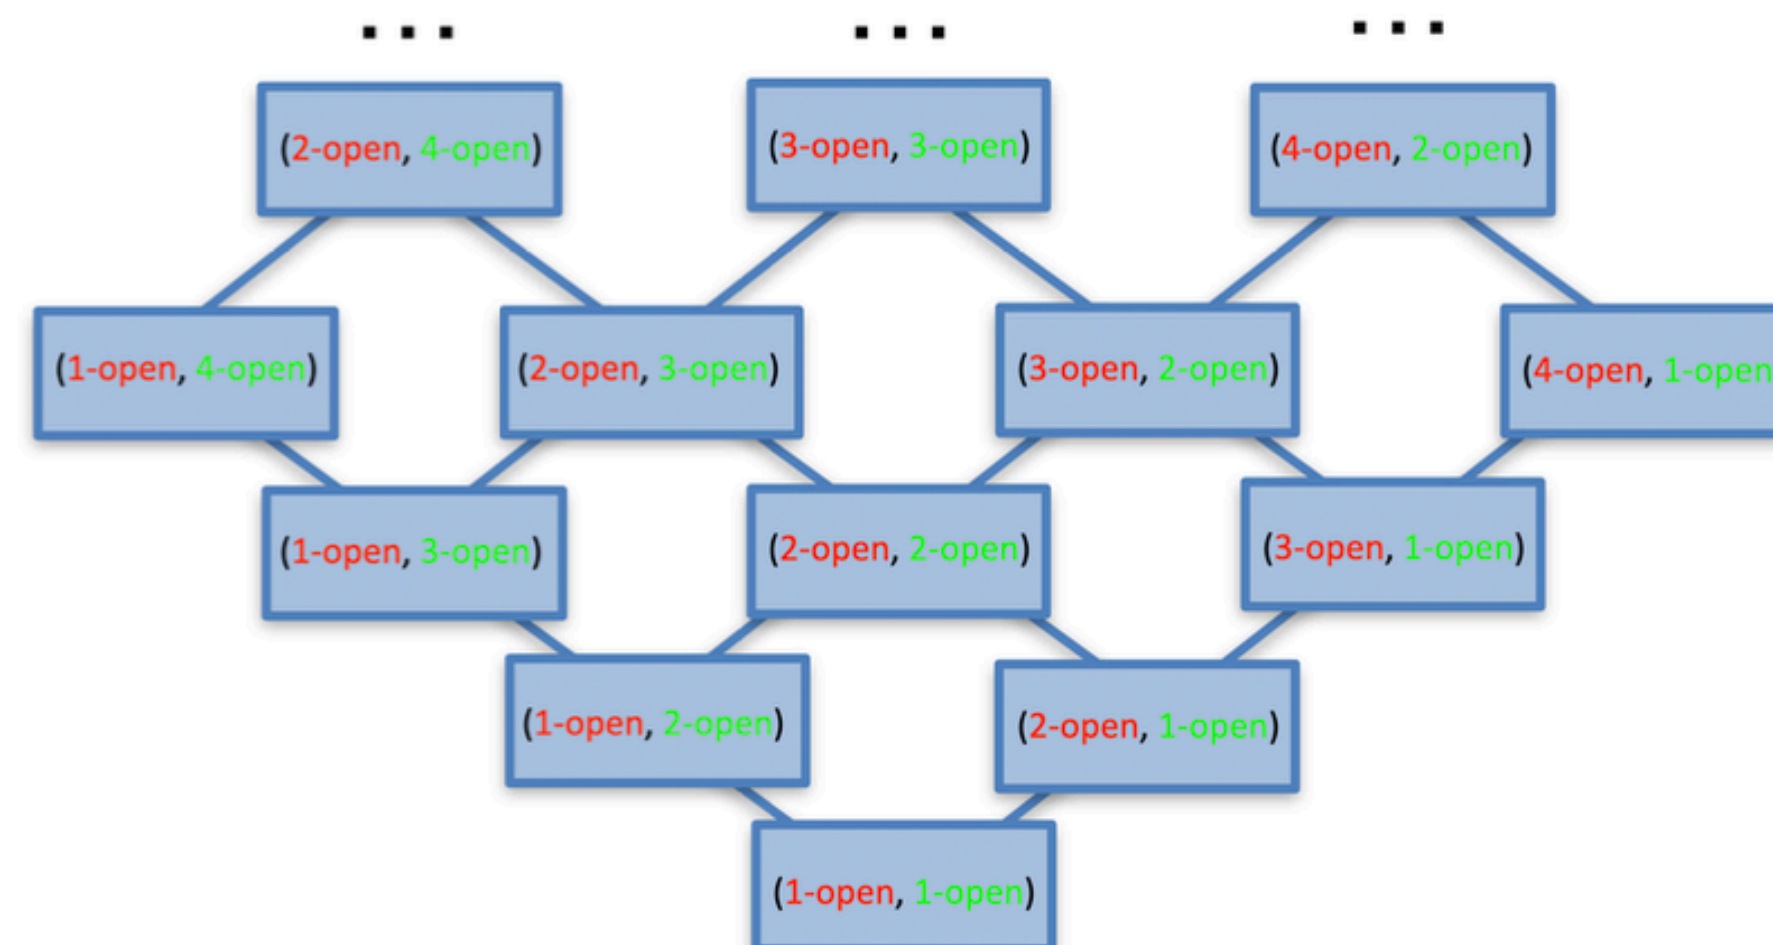 ... ... ...
(2-open, 4-open) (3-open, 3-open) (4-open, 2-open)
(1-open, 4-open) (2-open, 3-open) (3-open, 2-open) (4-open, 1-open
(1-open, 3-open) (2-open, 2-open) (3-open, 1-open)
(1-open, 2-open) (2-open, 1-open)
(1-open, 1-open)